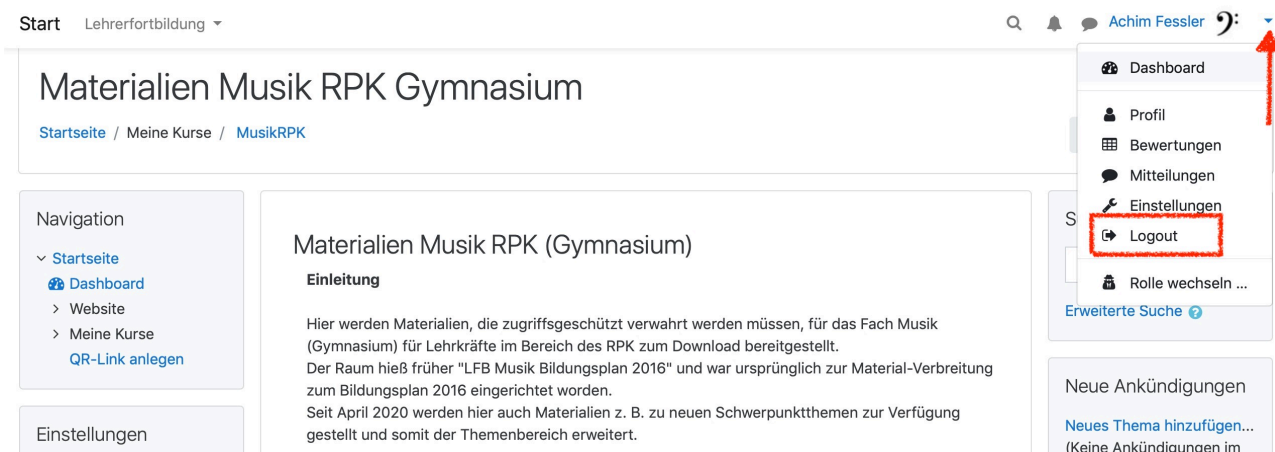 Start Lehrerfortbildung Achim Fessler
Dashboard
Profil
Bewertungen
Mitteilungen
Einstellungen
Logout
Rolle wechseln ...
Materialien Musik RPK Gymnasium
Startseite / Meine Kurse / MusikRPK
Navigation
Startseite
Dashboard
Website
Meine Kurse
QR-Link anlegen
Einstellungen
Materialien Musik RPK (Gymnasium)
Einleitung
Hier werden Materialien, die zugriffsgeschützt verwahrt werden müssen, für das Fach Musik
(Gymnasium) für Lehrkräfte im Bereich des RPK zum Download bereitgestellt.
Der Raum hieß früher "LFB Musik Bildungsplan 2016" und war ursprünglich zur Material-Verbreitung
zum Bildungsplan 2016 eingerichtet worden.
Seit April 2020 werden hier auch Materialien z. B. zu neuen Schwerpunktthemen zur Verfügung
gestellt und somit der Themenbereich erweitert.
S
Erweiterte Suche
Neue Ankündigungen
Neues Thema hinzufügen...
(Keine Ankündigungen im